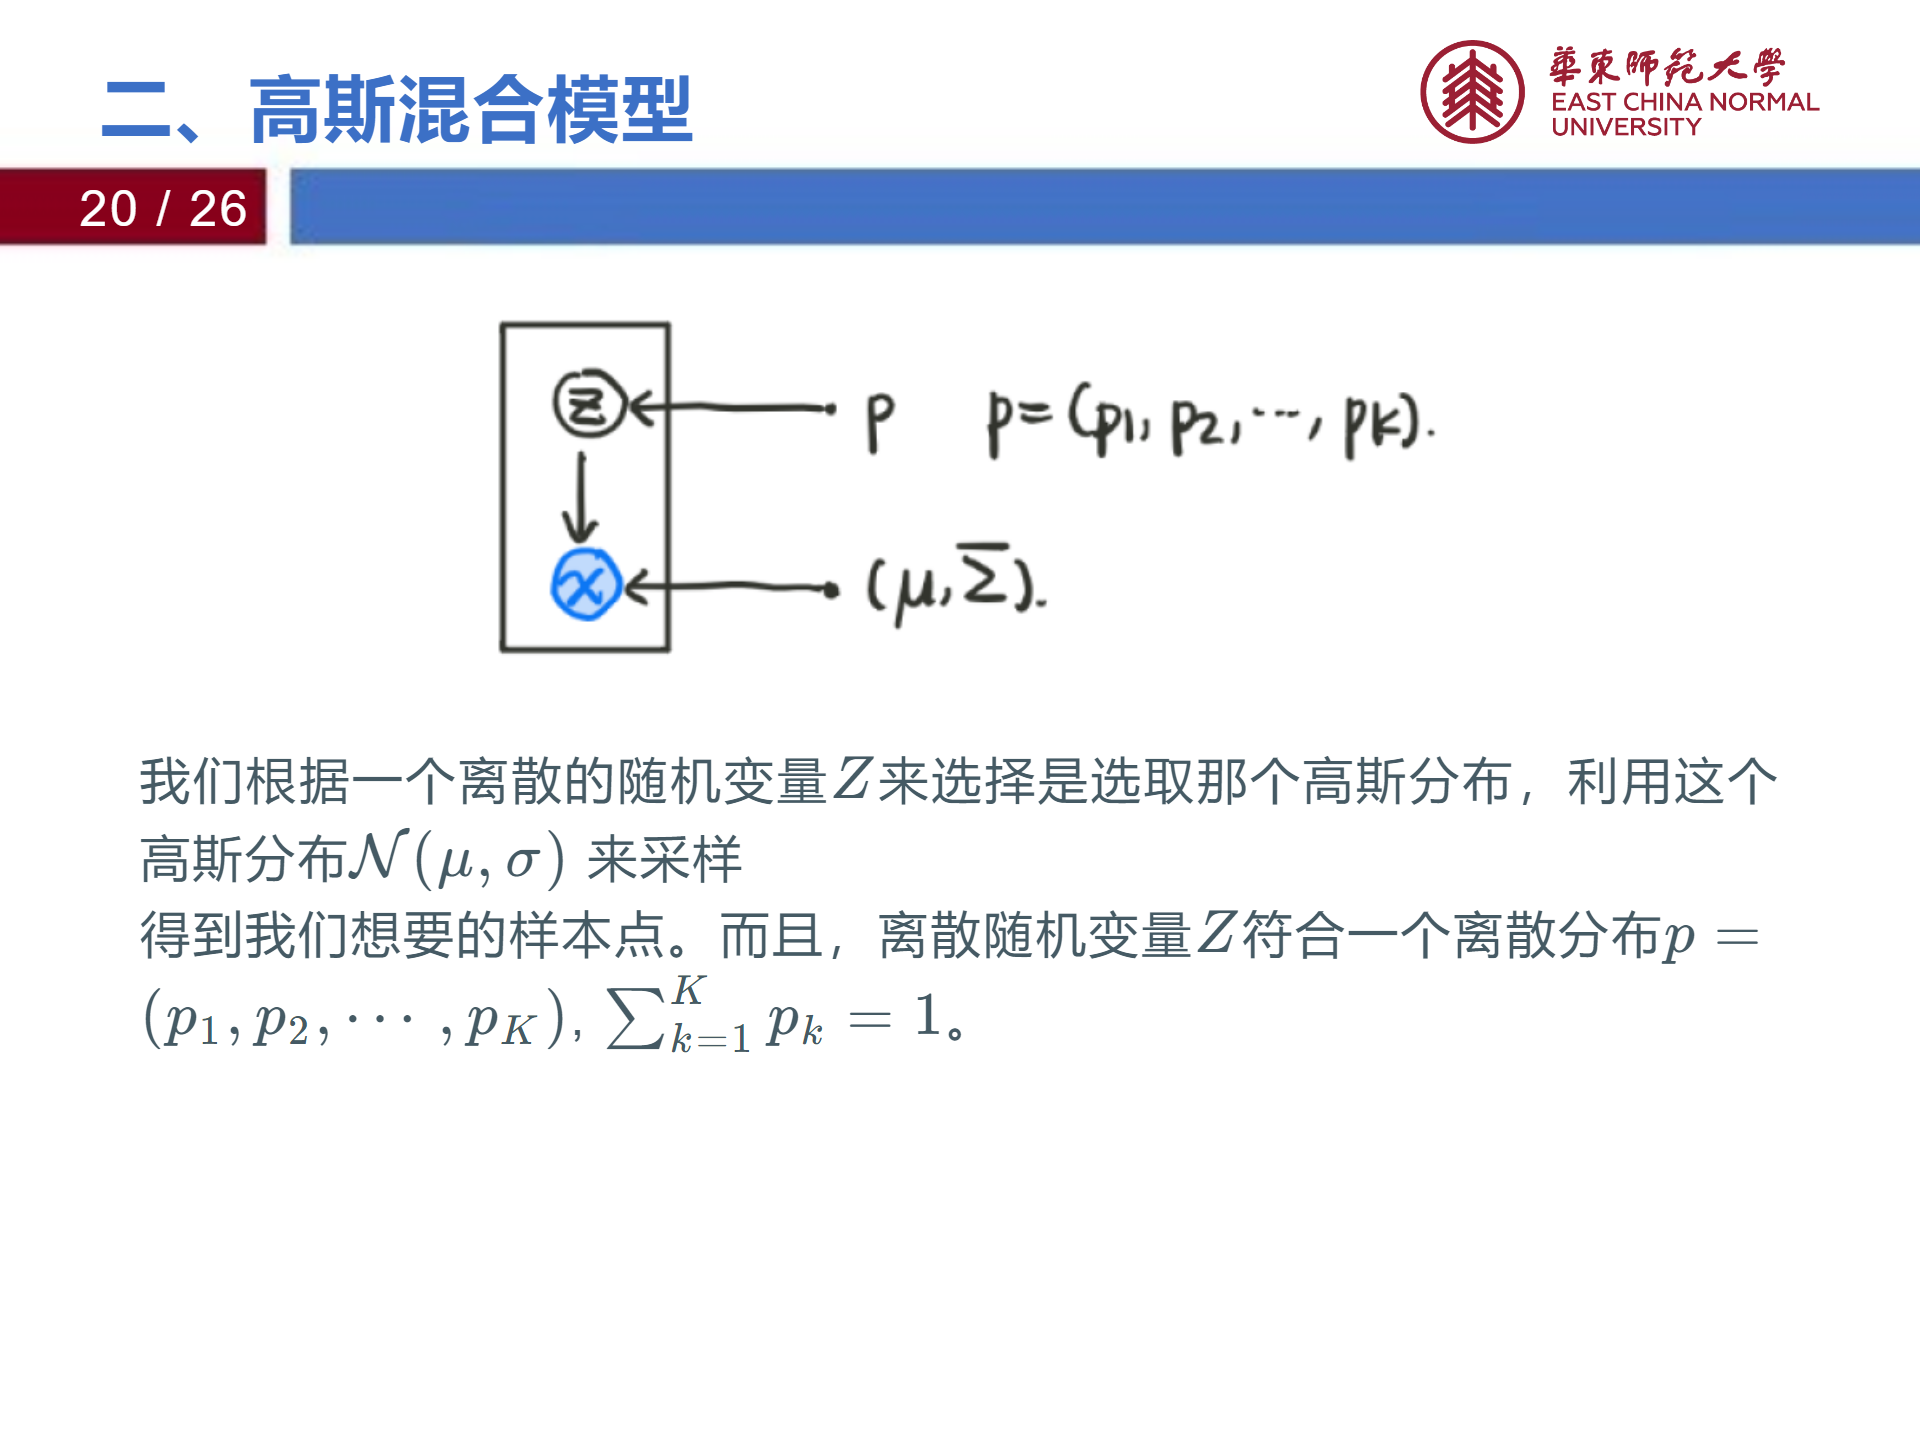 二、高斯混合模型
華東師範大學
EAST CHINA NORMAL
UNIVERSITY
20 / 26
z ← p p=(p1, p2, ⋯, pK).
x ← (μ, Σ).
我们根据一个离散的随机变量Z来选择是选取那个高斯分布，利用这个
高斯分布𝒩(μ, σ) 来采样
得到我们想要的样本点。而且，离散随机变量Z符合一个离散分布p =
(p₁, p₂, ⋯ , p_K), ∑_{k=1}^{K} p_k = 1。